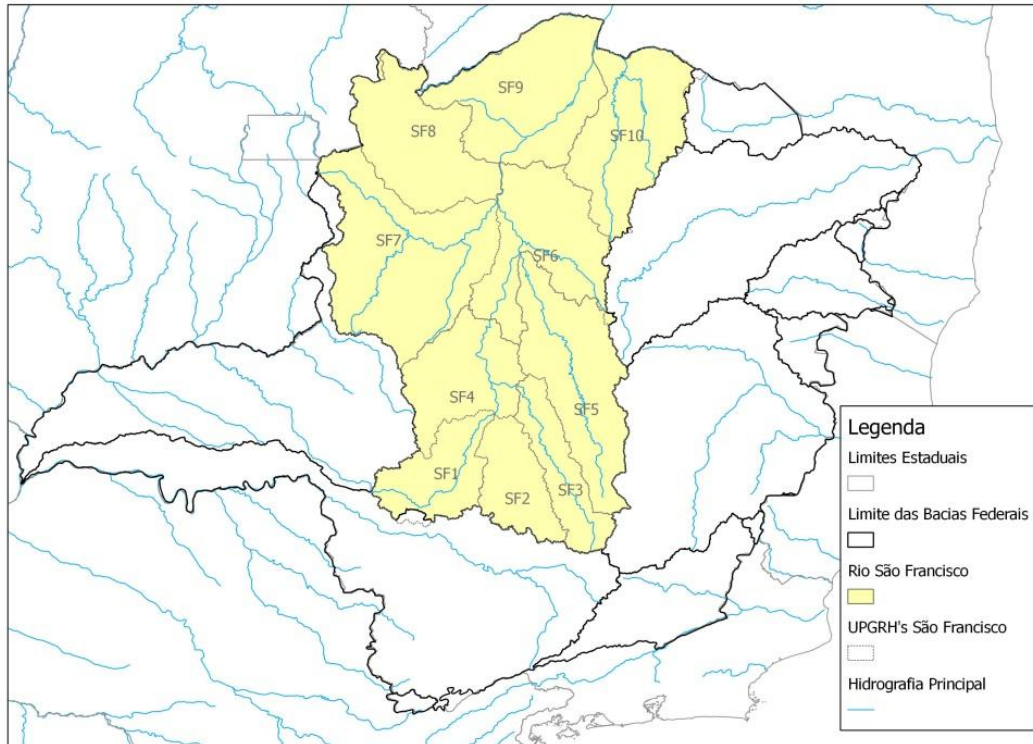 SF9
SF8
SF10
SF7
SF6
SF4
SF5
SF1
SF2
SF3
Legenda
Limites Estaduais
Limite das Bacias Federais
Rio São Francisco
UPGRH's São Francisco
Hidrografia Principal